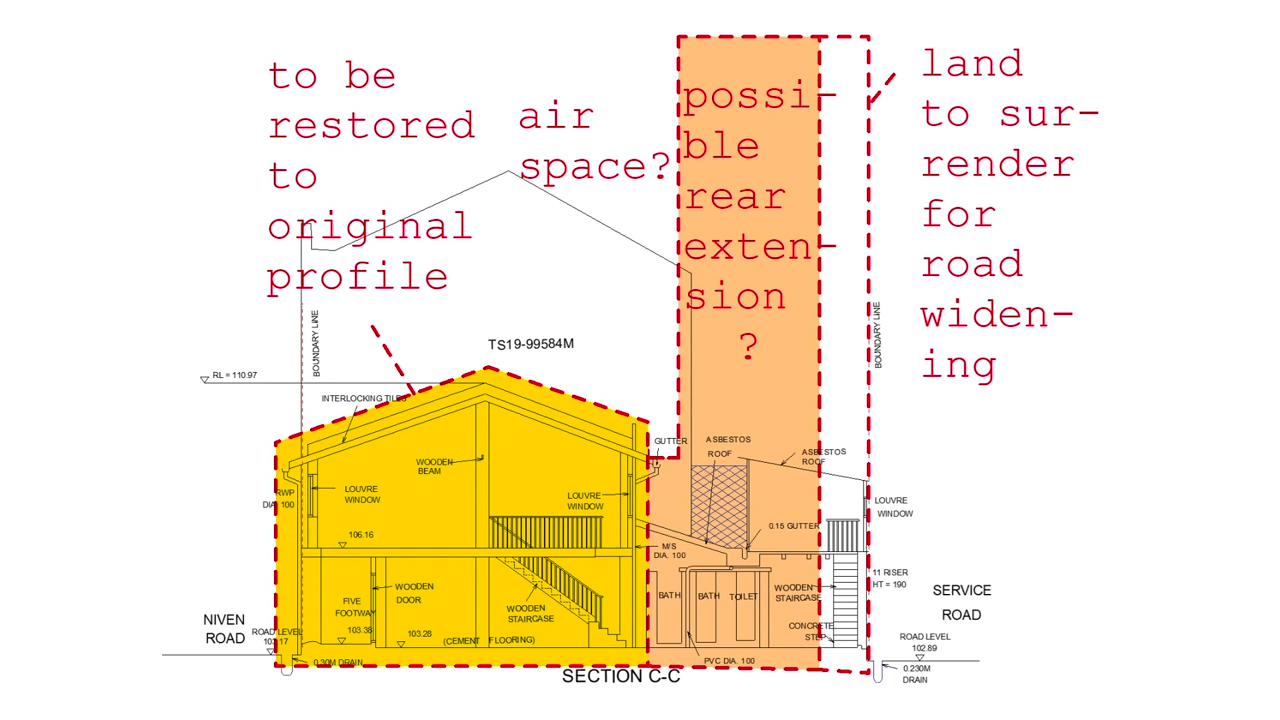 to be
restored
to
original
profile
air
space?
possi-
ble
rear
exten-
sion
?
land
to sur-
render
for
road
widen-
ing
BOUNDARY LINE
BOUNDARY LINE
TS19-99584M
RL = 110.97
INTERLOCKING TILES
GUTTER
ASBESTOS
ROOF
ASBESTOS
ROOF
WOODEN
BEAM
RWP
DIA 100
LOUVRE
WINDOW
LOUVRE
WINDOW
LOUVRE
WINDOW
106.16
0.15 GUTTER
M/S
DIA. 100
11 RISER
HT = 190
WOODEN
DOOR
FIVE
FOOTWAY
WOODEN
STAIRCASE
BATH
BATH
TOILET
WOODEN
STAIRCASE
SERVICE
ROAD
NIVEN
ROAD
ROAD LEVEL
103.38
103.28
(CEMENT FLOORING)
CONCRETE
STEP
ROAD LEVEL
102.89
0.30M DRAIN
PVC DIA. 100
0.230M
DRAIN
SECTION C-C